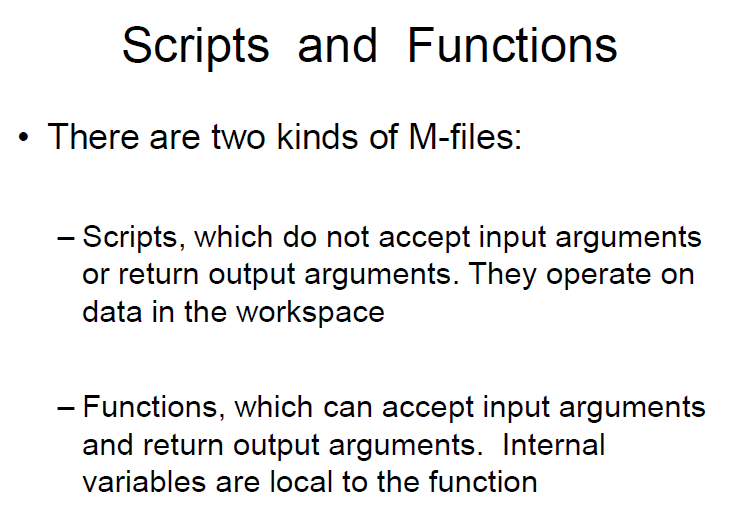 Scripts and Functions
• There are two kinds of M-files:
– Scripts, which do not accept input arguments
or return output arguments. They operate on
data in the workspace
– Functions, which can accept input arguments
and return output arguments. Internal
variables are local to the function